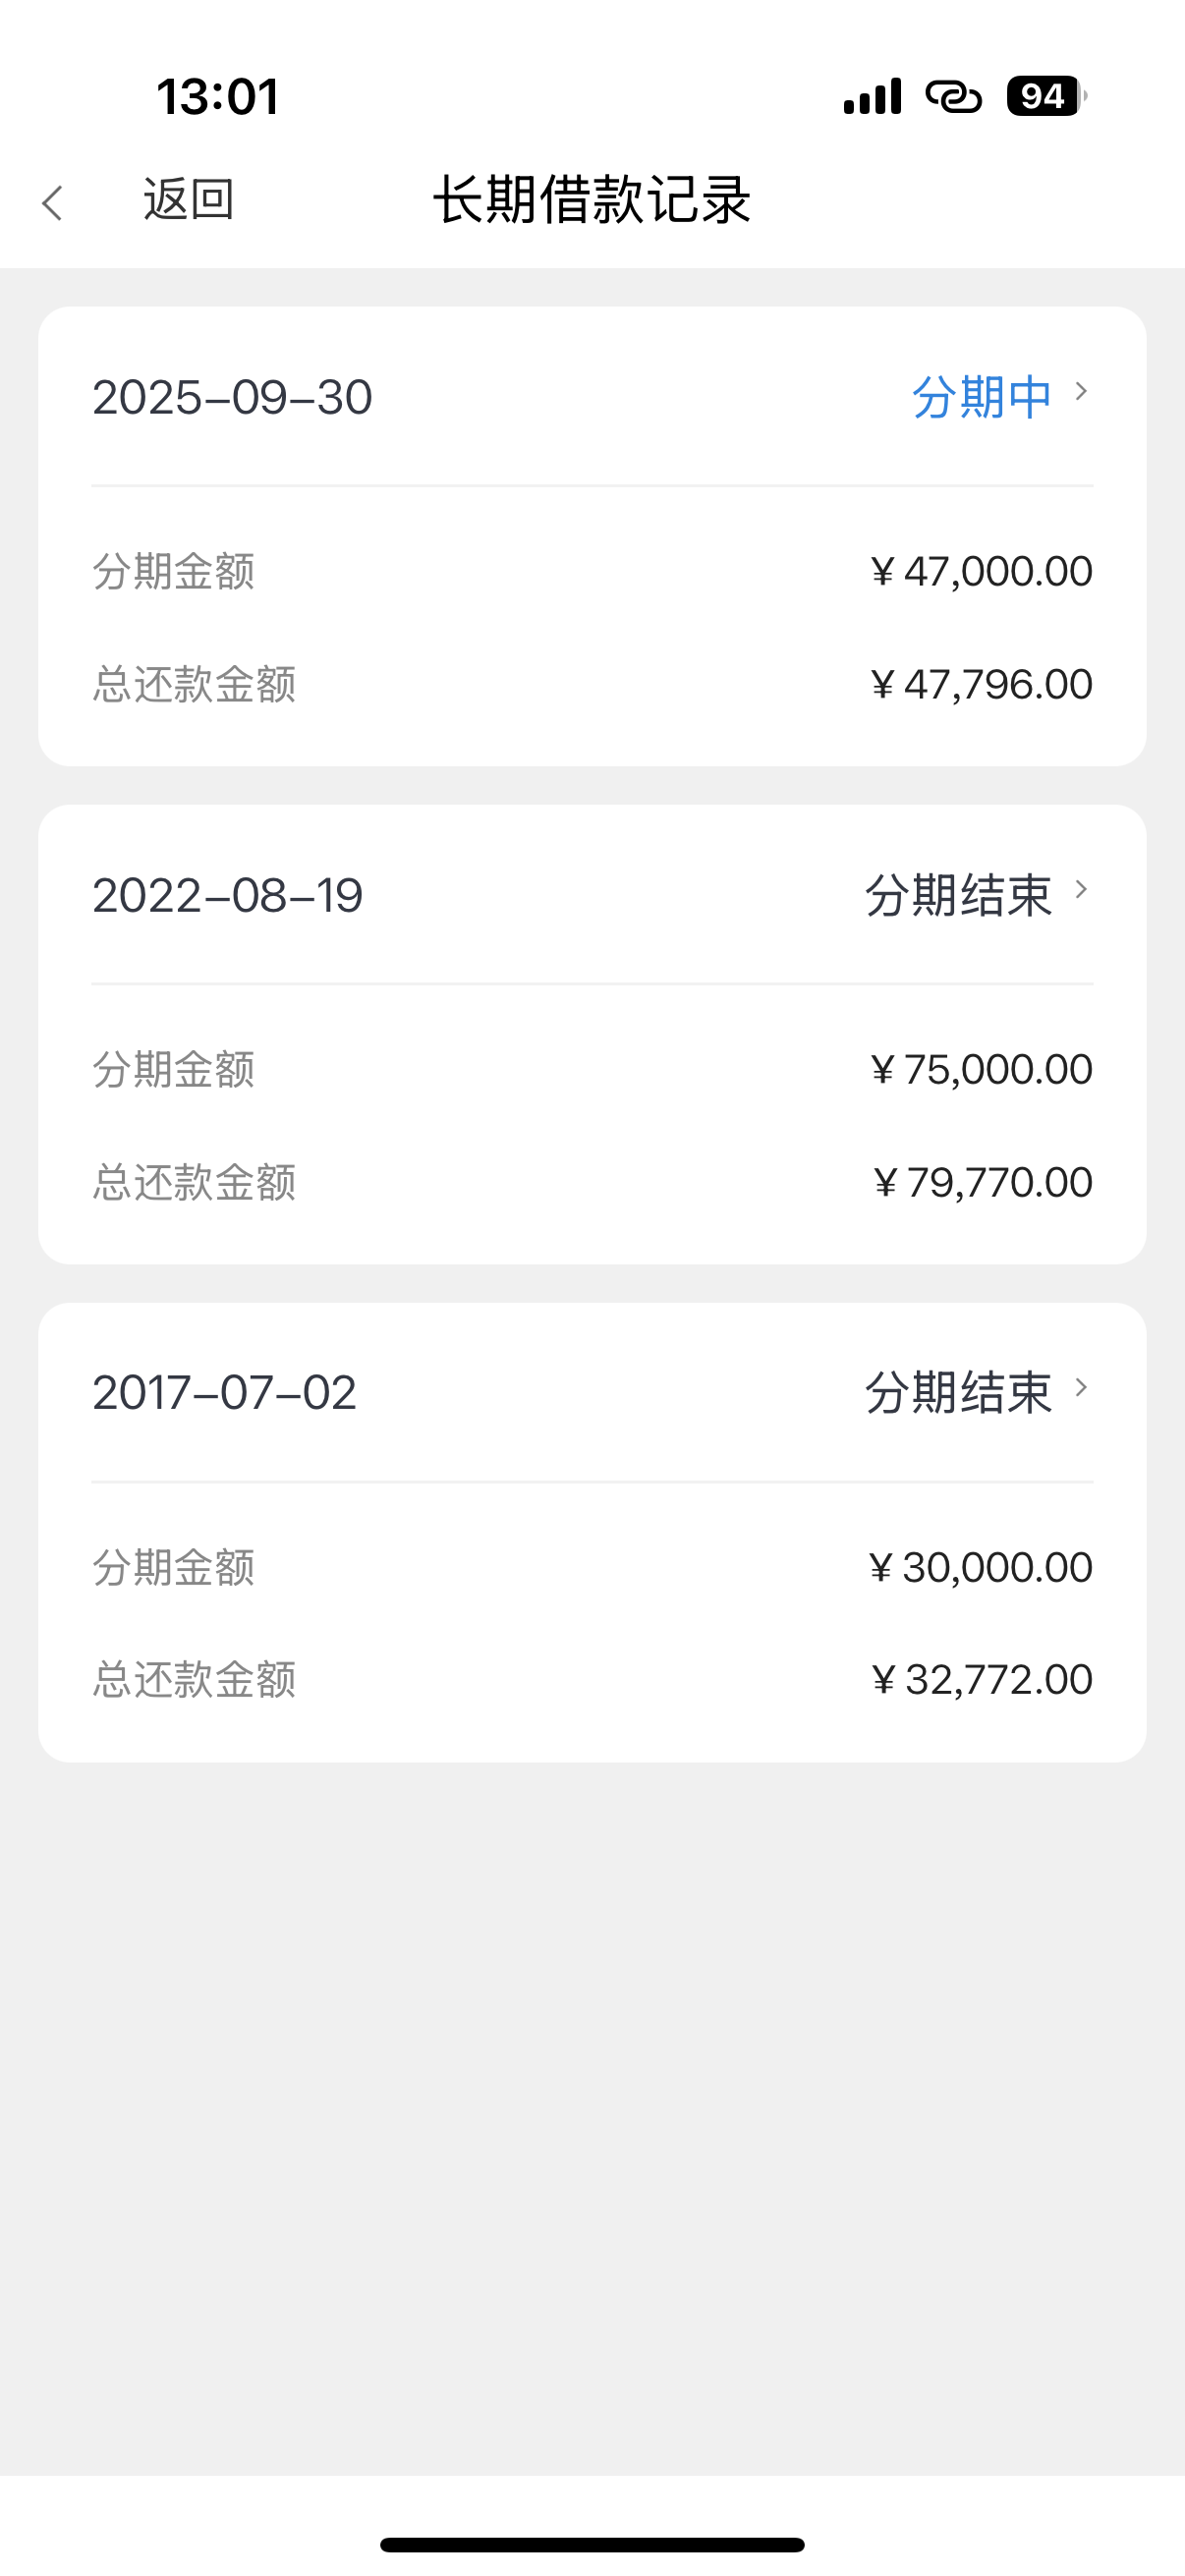 13:01
94
返回
长期借款记录
2025-09-30 分期中
分期金额 ¥ 47,000.00
总还款金额 ¥ 47,796.00
2022-08-19 分期结束
分期金额 ¥ 75,000.00
总还款金额 ¥ 79,770.00
2017-07-02 分期结束
分期金额 ¥ 30,000.00
总还款金额 ¥ 32,772.00